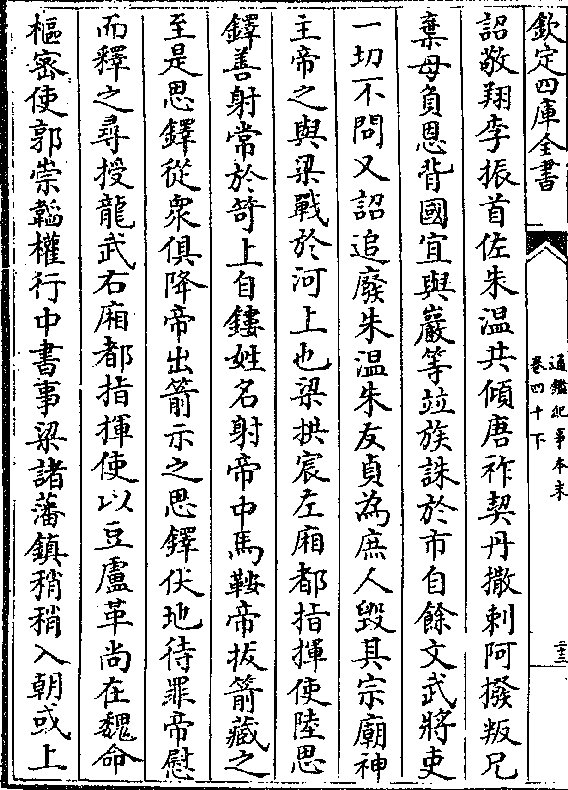 欽定四庫全書
通鑑紀事本末
卷四十下
二十三
詔敬翔李振首佐朱温共傾唐祚契丹撒剌阿撥叛兄
棄母負恩背國宜與巖等竝族誅於市自餘文武將吏
一切不問又詔追廢朱温朱友貞為庶人毀其宗廟神
主帝之與梁戰於河上也梁拱宸左廂都指揮使陸思
鐸善射常於笴上自鏤姓名射帝中馬鞍帝拔箭藏之
至是思鐸從衆俱降帝出箭示之思鐸伏地待罪帝慰
而釋之尋授龍武右廂都指揮使以豆盧革尚在魏命
樞密使郭崇韜權行中書事梁諸藩鎮稍稍入朝或上